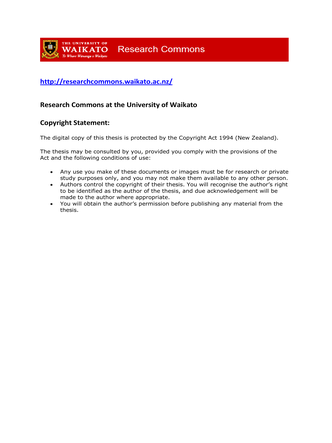 THE UNIVERSITY OF
WAIKATO
Te Whare Wānanga o Waikato
Research Commons
http://researchcommons.waikato.ac.nz/
Research Commons at the University of Waikato
Copyright Statement:
The digital copy of this thesis is protected by the Copyright Act 1994 (New Zealand).
The thesis may be consulted by you, provided you comply with the provisions of the
Act and the following conditions of use:
• Any use you make of these documents or images must be for research or private
study purposes only, and you may not make them available to any other person.
• Authors control the copyright of their thesis. You will recognise the author's right
to be identified as the author of the thesis, and due acknowledgement will be
made to the author where appropriate.
• You will obtain the author's permission before publishing any material from the
thesis.